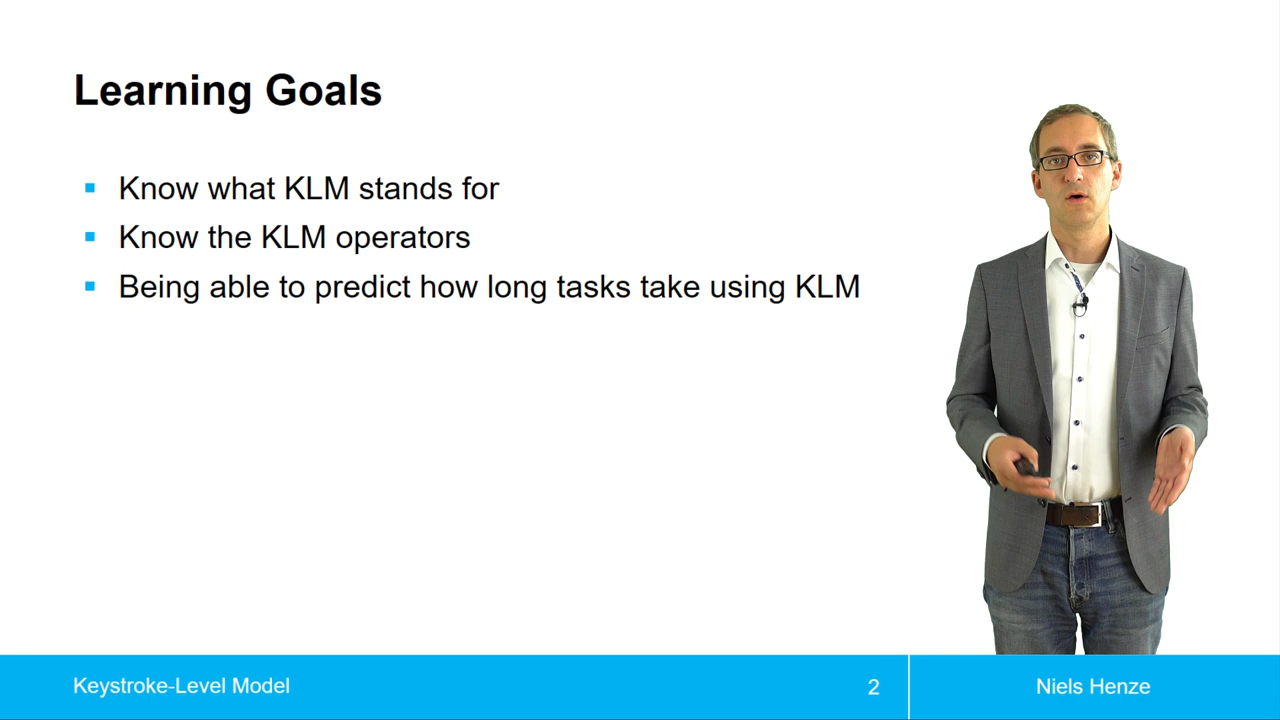 Learning Goals
Know what KLM stands for
Know the KLM operators
Being able to predict how long tasks take using KLM
Keystroke-Level Model
2
Niels Henze